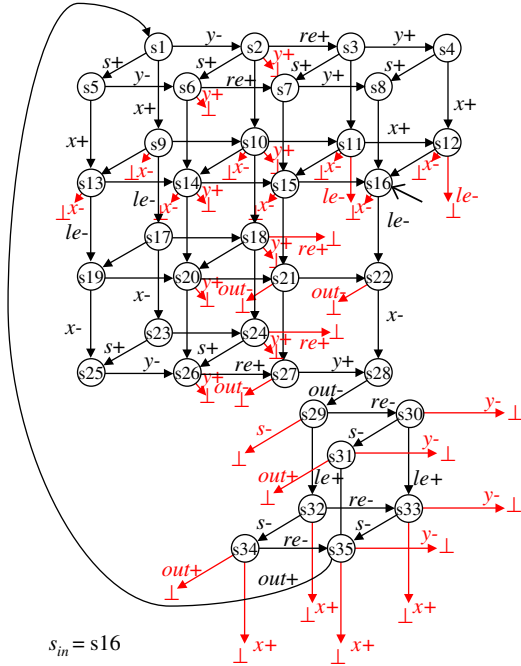 s1 y- s2 re+ s3 y+ s4
s+ s+ ⊥ y+ s+ s+
s5 y- s6 re+ s7 y+ s8
y+ ⊥
x+ x+
x+ s9 s10 s11 x+ s12
⊥ x- ⊥ x- y+ ⊥ x- ⊥ x-
s13 s14 s15 s16
⊥ x- le- x- y+ ⊥ x- le- ⊥ x- le- ⊥
le- s17 s18 re+ ⊥ le-
y+
s19 s20 out- s21 out- s22
y+ ⊥ ⊥ ⊥
x- s23 s24 re+ ⊥ x-
s+ s+ y+
s25 y- s26 re+ s27 y+ s28
y+ ⊥ out- ⊥ out-
s29 re- s30 y- ⊥
s- s-
⊥ s31 y- ⊥
out+ le+ le+
⊥ s32 re- s33 y- ⊥
s- s-
s34 re- s35 y- ⊥
out+ ⊥ out+
⊥ x+ ⊥ x+
⊥ x+ ⊥ x+
s_in = s16